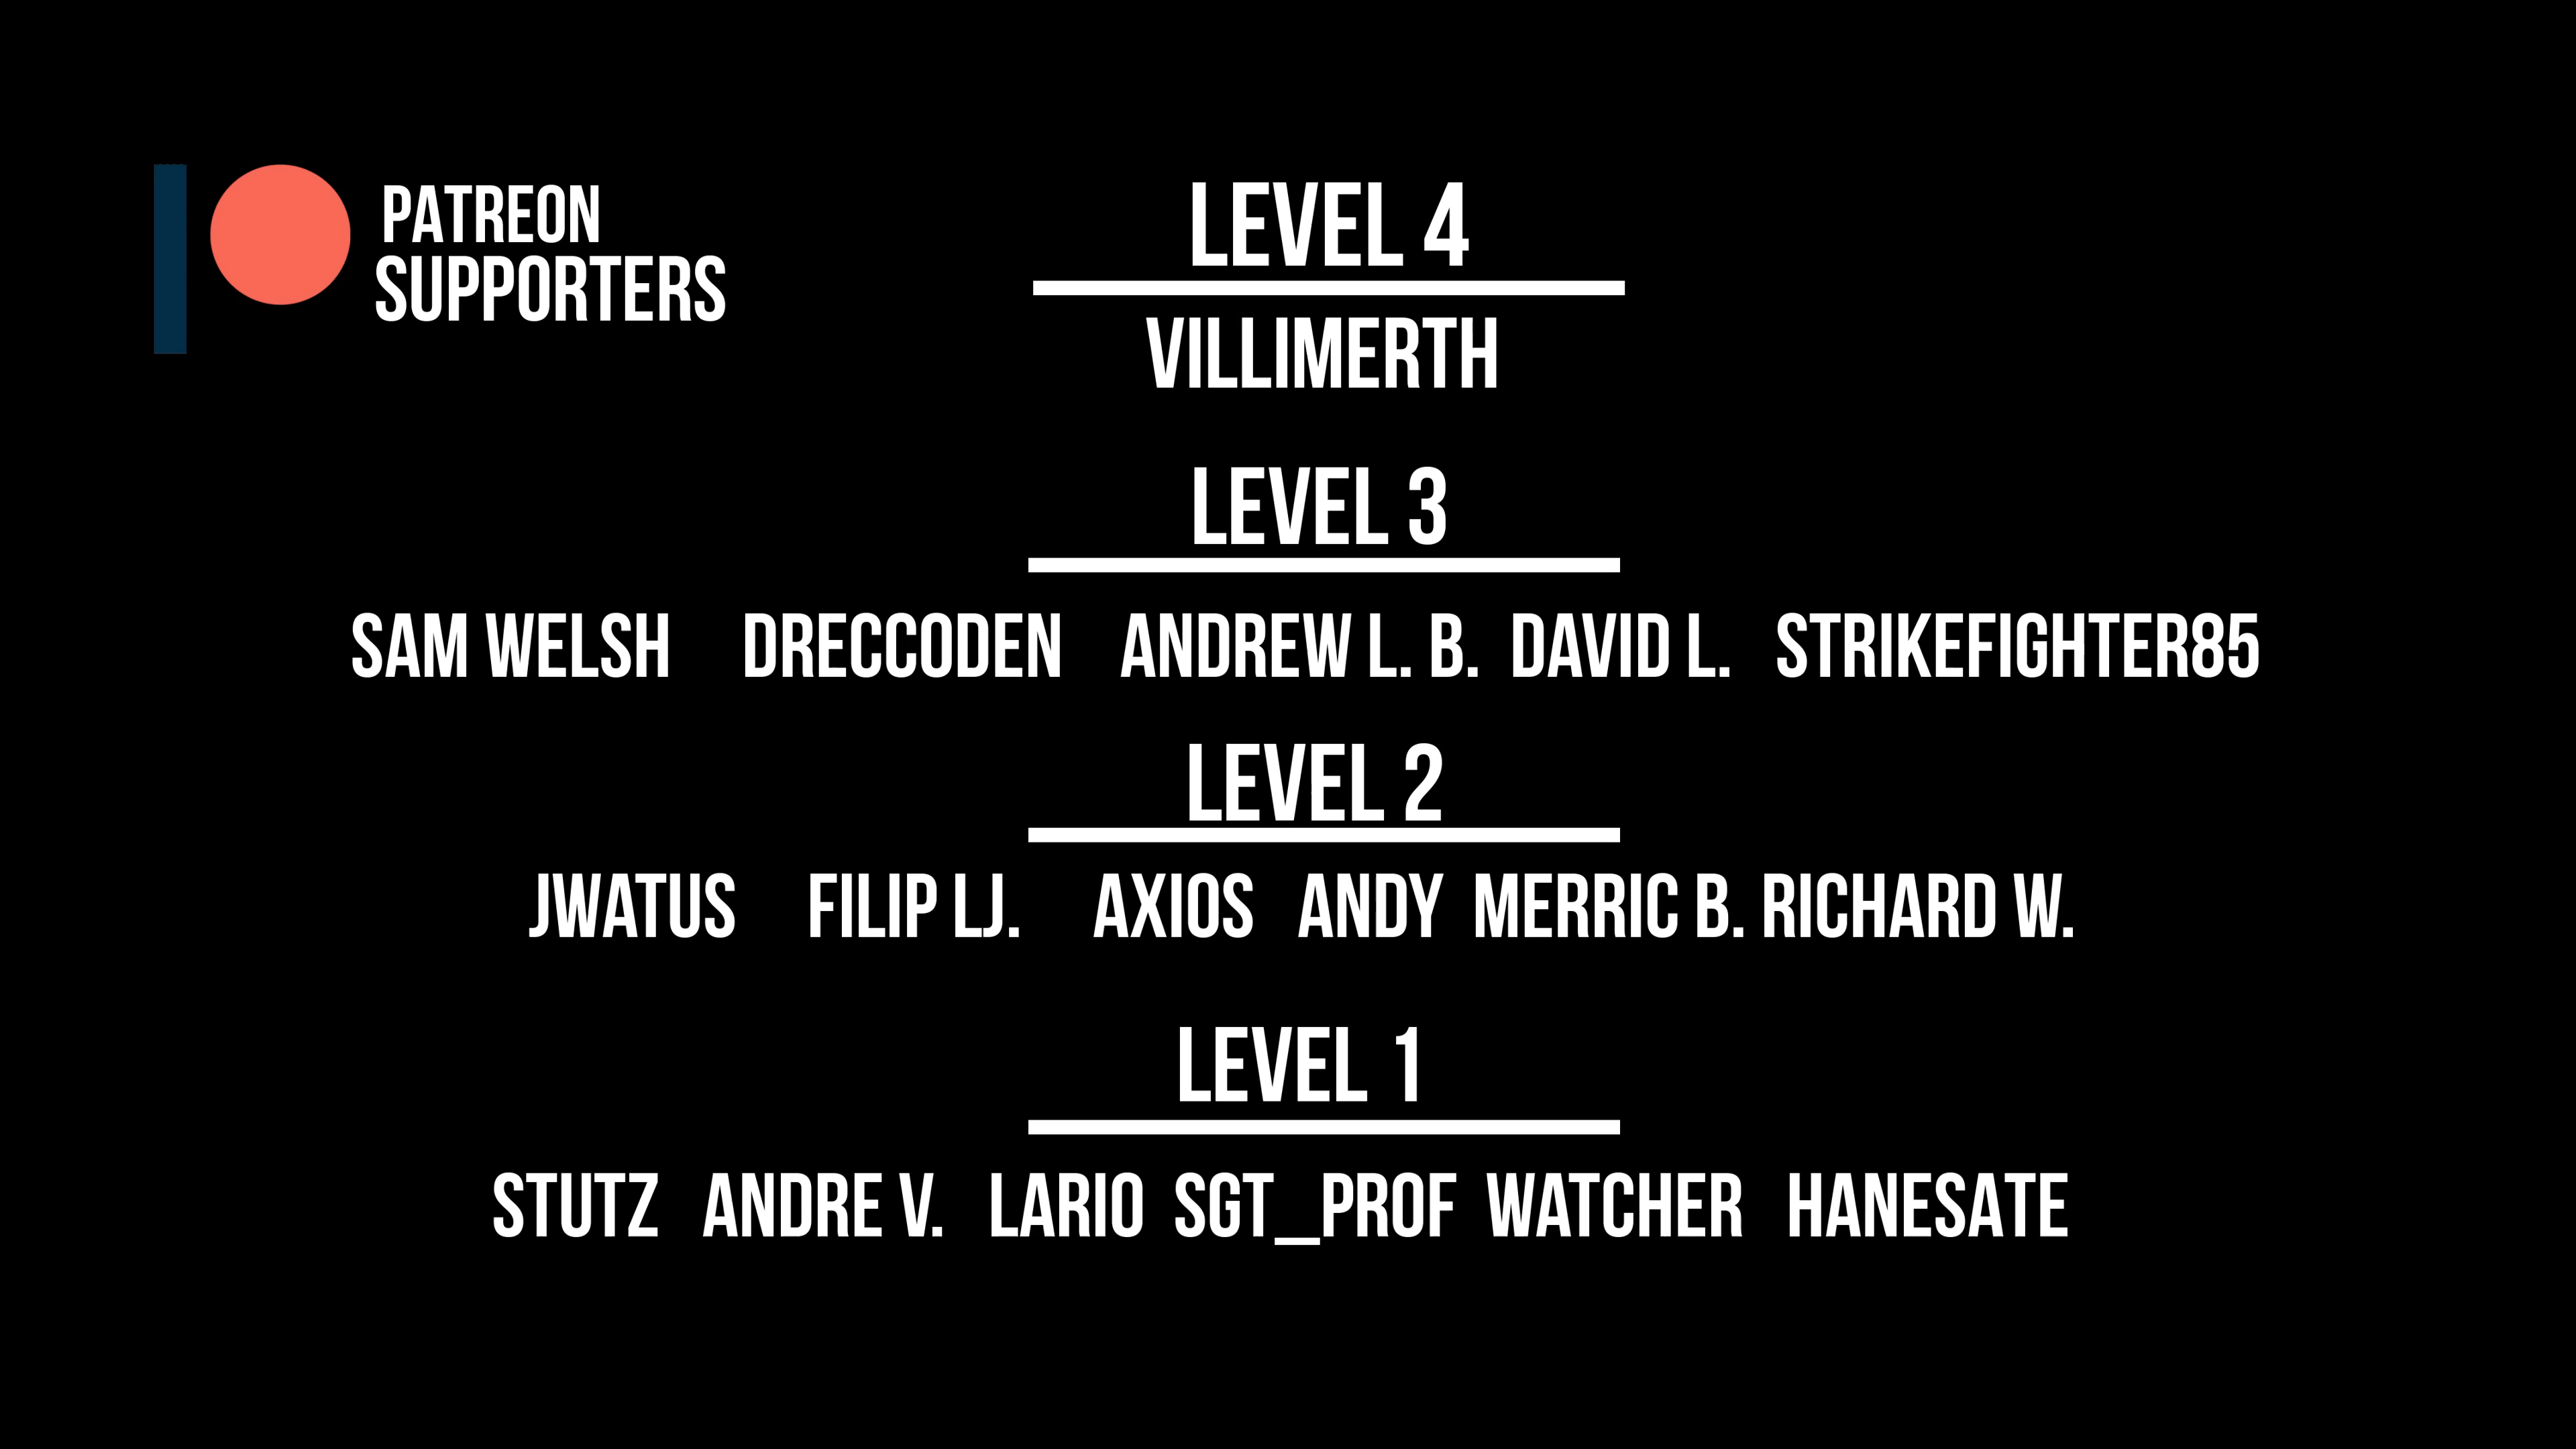 PATREON
SUPPORTERS
LEVEL 4
VILLIMERTH
LEVEL 3
SAM WELSH DRECCODEN ANDREW L. B. DAVID L. STRIKEFIGHTER85
LEVEL 2
JWATUS FILIP LJ. AXIOS ANDY MERRIC B. RICHARD W.
LEVEL 1
STUTZ ANDRE V. LARIO SGT_PROF WATCHER HANESATE